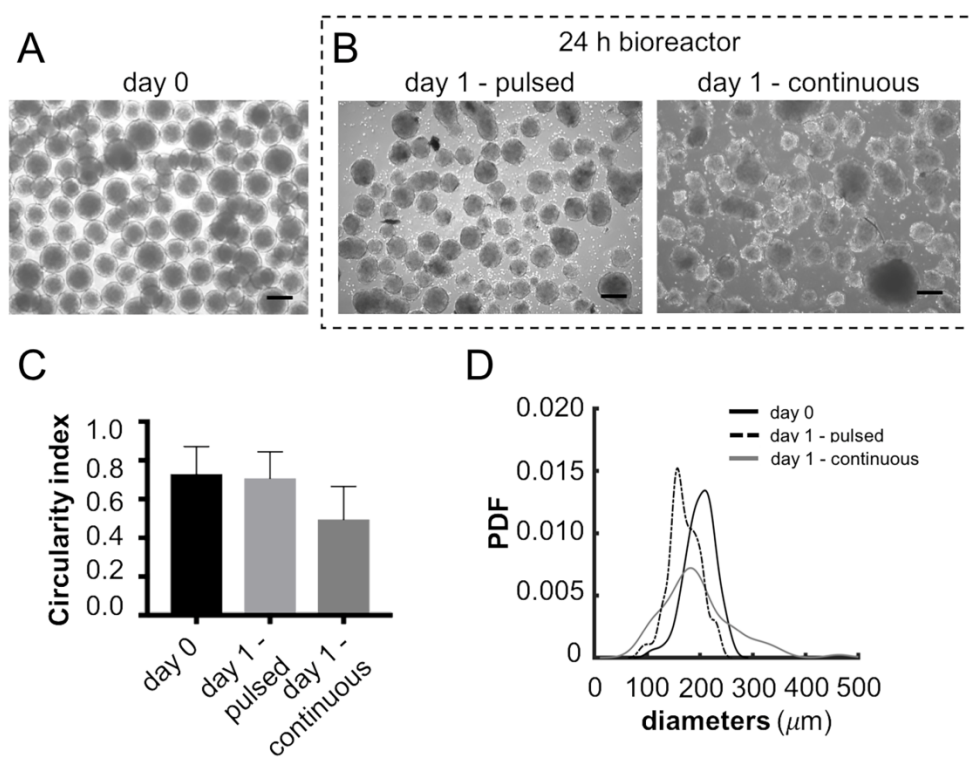 A
day 0
24 h bioreactor
B
day 1 - pulsed
day 1 - continuous
C
Circularity index
1.0
0.8
0.6
0.4
0.2
0.0
day 0
day 1 -
pulsed
day 1 -
continuous
D
PDF
0.020
0.015
0.010
0.005
0
day 0
day 1 - pulsed
day 1 - continuous
0 100 200 300 400 500
diameters (μm)